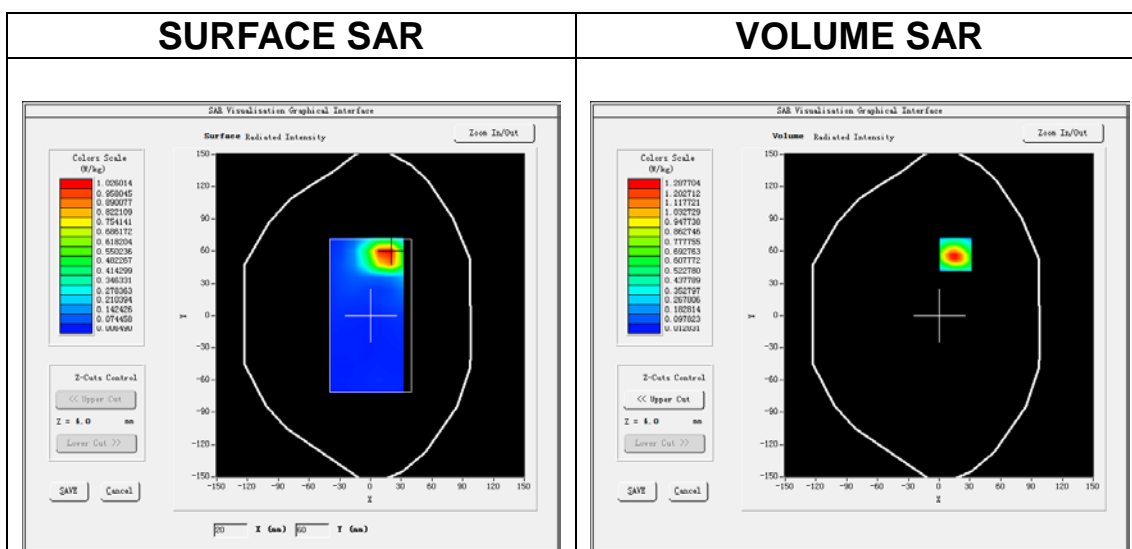 SURFACE SAR
VOLUME SAR
SAR Visualisation Graphical Interface
Surface Radiated Intensity
Zoom In/Out
Colors Scale
(W/kg)
1.026014
0.958045
0.890077
0.822109
0.754141
0.686172
0.618204
0.550236
0.482267
0.414299
0.346331
0.278363
0.210394
0.142426
0.074458
0.006490
150
120
90
60
30
0
-30
-60
-90
-120
-150
Y
-150 -120 -90 -60 -30 0 30 60 90 120 150
X
Z-Cuts Control
<< Upper Cut
Z = 4.0 mm
Lower Cut >>
SAVE Cancel
20 X (mm) 60 Y (mm)
SAR Visualisation Graphical Interface
Volume Radiated Intensity
Zoom In/Out
Colors Scale
(W/kg)
1.287704
1.202712
1.117721
1.032729
0.947738
0.862746
0.777755
0.692763
0.607772
0.522780
0.437789
0.352797
0.267806
0.182814
0.097823
0.012831
150
120
90
60
30
0
-30
-60
-90
-120
-150
Y
-150 -120 -90 -60 -30 0 30 60 90 120 150
X
Z-Cuts Control
<< Upper Cut
Z = 4.0 mm
Lower Cut >>
SAVE Cancel